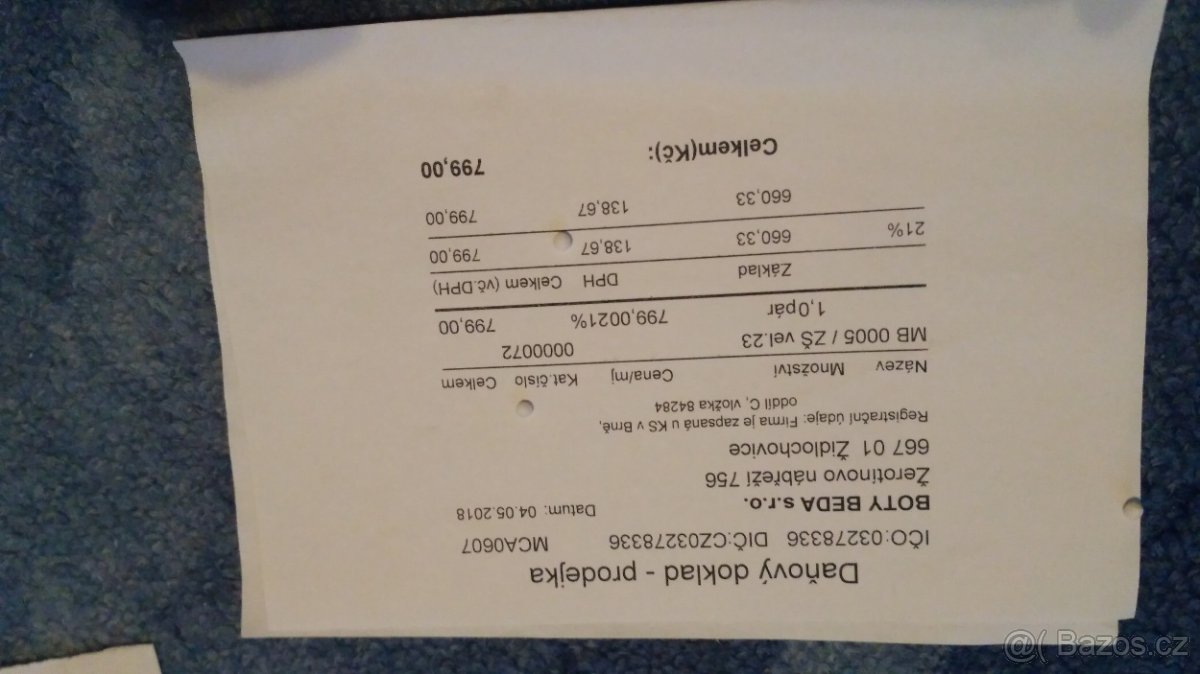 Daňový doklad - prodejka
IČO:03278336 DIČ:CZ03278336 MCA0607
BOTY BEDA s.r.o. Datum: 04.05.2018
Žerotínovo nábřeží 756
667 01 Židlochovice
Registrační údaje: Firma je zapsaná u KS v Brně,
oddíl C, vložka 84284
Název Množství Cena/mj Kat.číslo Celkem
MB 0005 / ZŠ vel.23 0000072
1,0pár 799,0021% 799,00
Základ DPH Celkem (vč.DPH)
21% 660,33 138,67 799,00
660,33 138,67 799,00
Celkem(Kč): 799,00
@( Bazos.cz